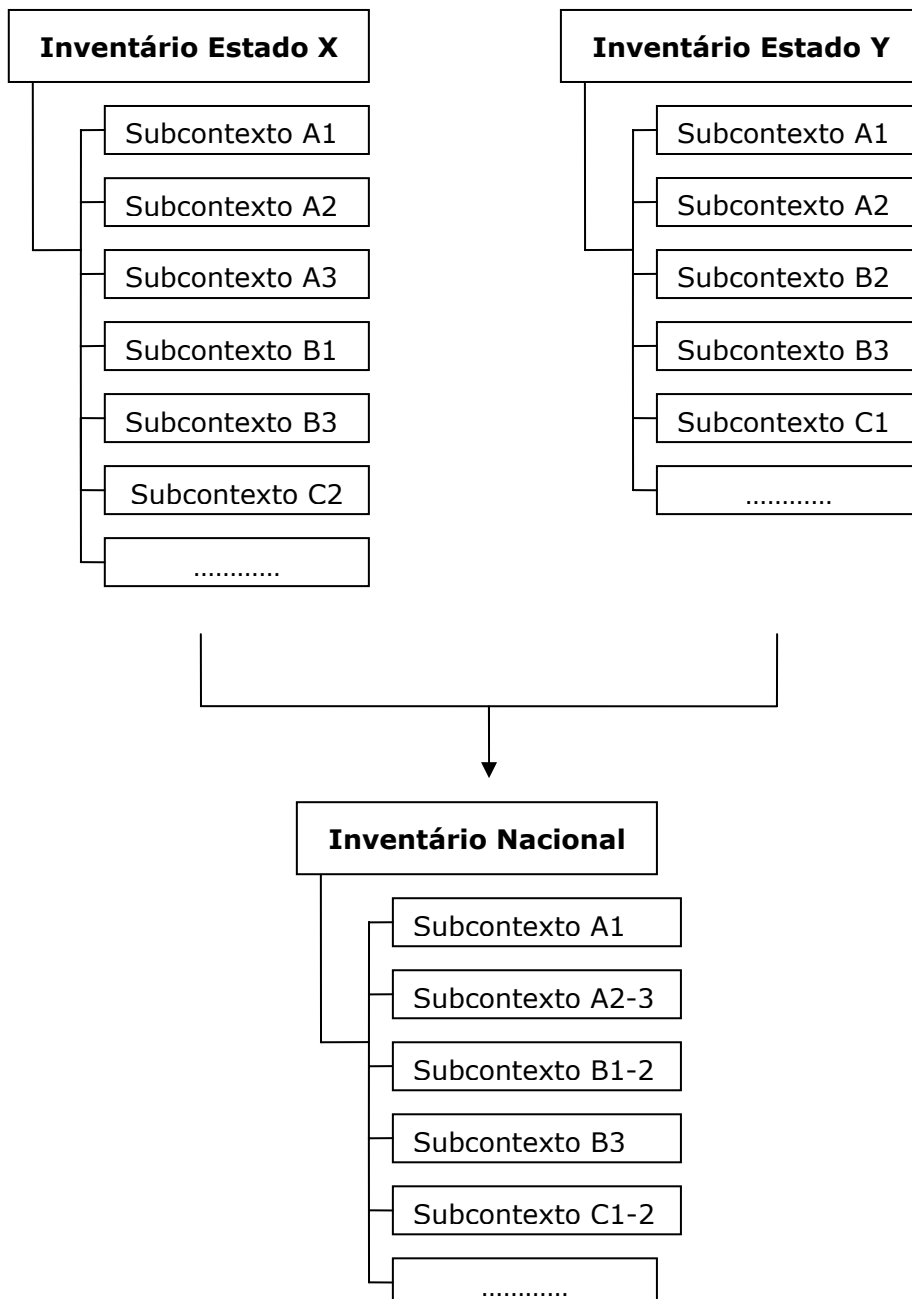 Inventário Estado X
Subcontexto A1
Subcontexto A2
Subcontexto A3
Subcontexto B1
Subcontexto B3
Subcontexto C2
............
Inventário Estado Y
Subcontexto A1
Subcontexto A2
Subcontexto B2
Subcontexto B3
Subcontexto C1
............
Inventário Nacional
Subcontexto A1
Subcontexto A2-3
Subcontexto B1-2
Subcontexto B3
Subcontexto C1-2
............